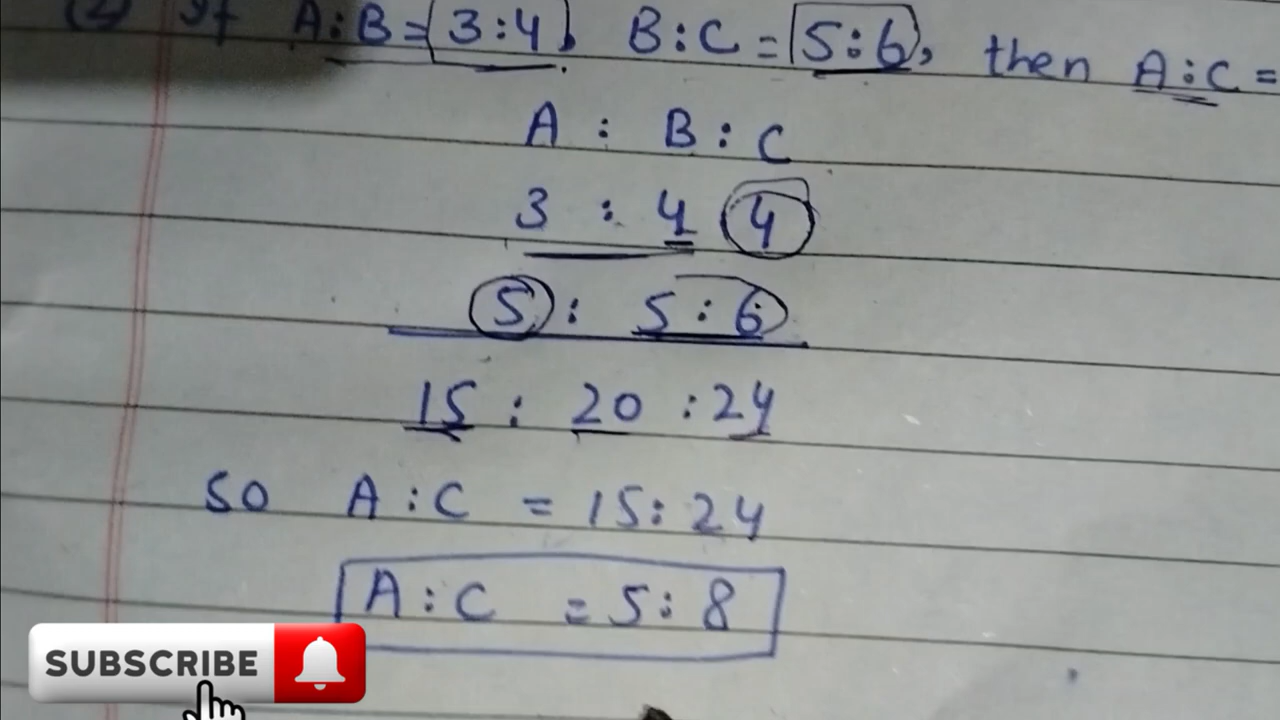 (2) If A:B = 3:4, B:C = 5:6, then A:C =
A : B : C
3 : 4 4
5 : 5 : 6
15 : 20 : 24
SO A : C = 15 : 24
A : C = 5 : 8
SUBSCRIBE